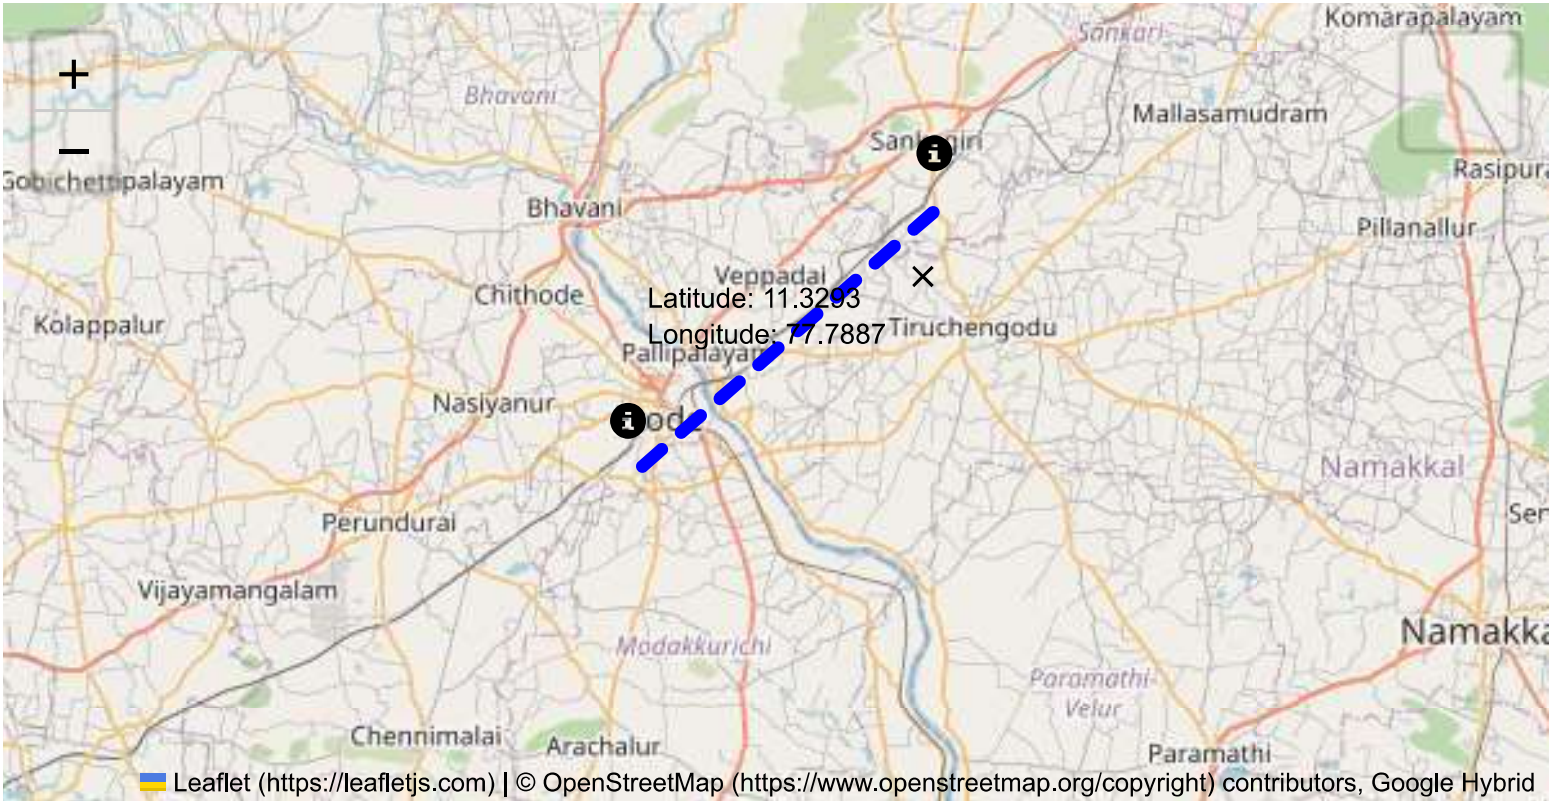 Komarapalayam
Sankari
+
Bhavani
Mallasamudram
−
Gobichettipalayam
Rasipura
Bhavani
Pillanallur
Veppadai
×
Chithode
Latitude: 11.3293
Kolappalur
Longitude: 77.7887
Tiruchengodu
Pallipalayam
Nasiyanur
Namakkal
Perundurai
Vijayamangalam
Modakkurichi
Paramathi-
Velur
Chennimalai
Arachalur
Paramathi
Leaflet (https://leafletjs.com) | © OpenStreetMap (https://www.openstreetmap.org/copyright) contributors, Google Hybrid